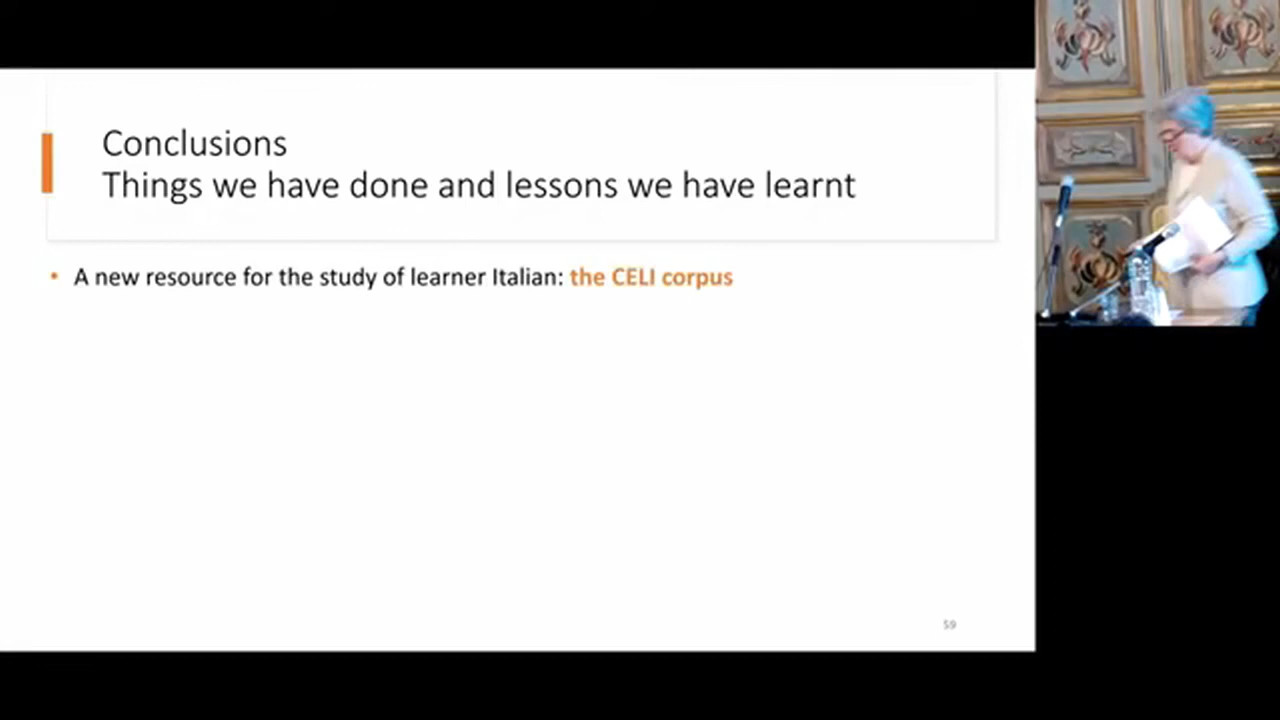 Conclusions
Things we have done and lessons we have learnt
• A new resource for the study of learner Italian: the CELI corpus
59